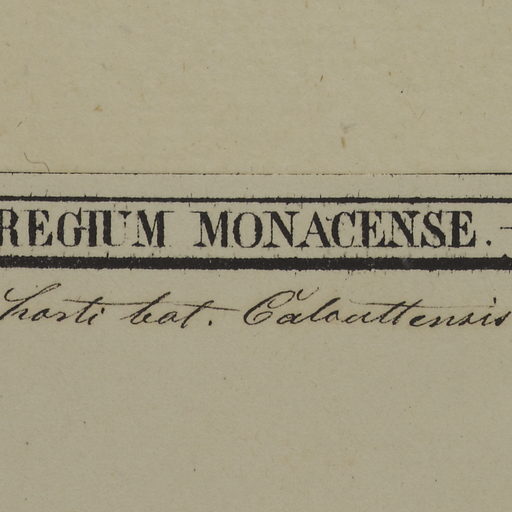 REGIUM MONACENSE. -
horti bot. Calcuttensis